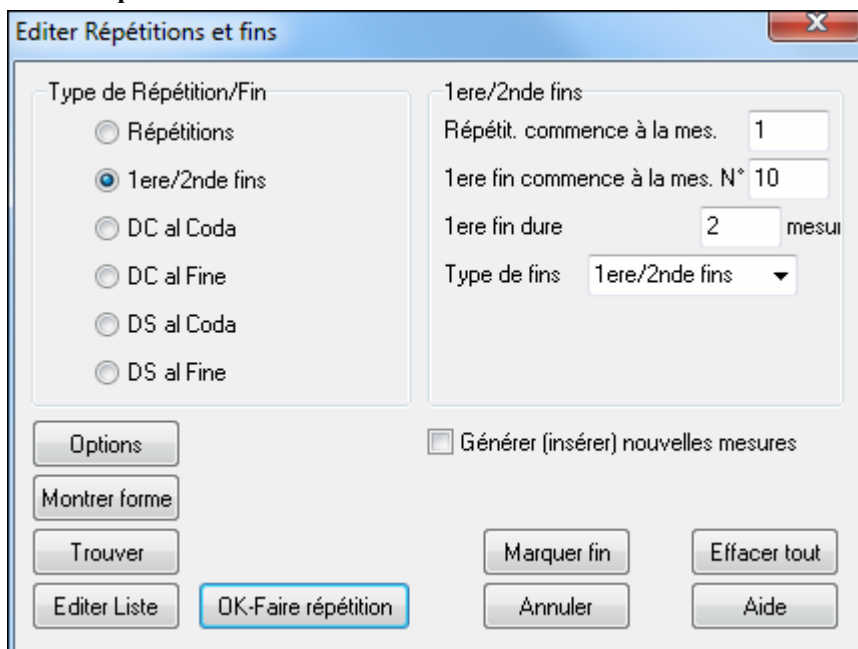 Editer Répétitions et fins
Type de Répétition/Fin
Répétitions
1ere/2nde fins
DC al Coda
DC al Fine
DS al Coda
DS al Fine
1ere/2nde fins
Répétit. commence à la mes. 1
1ere fin commence à la mes. N° 10
1ere fin dure 2 mesur
Type de fins 1ere/2nde fins
Générer (insérer) nouvelles mesures
Options
Montrer forme
Trouver
Marquer fin
Effacer tout
Editer Liste
OK-Faire répétition
Annuler
Aide